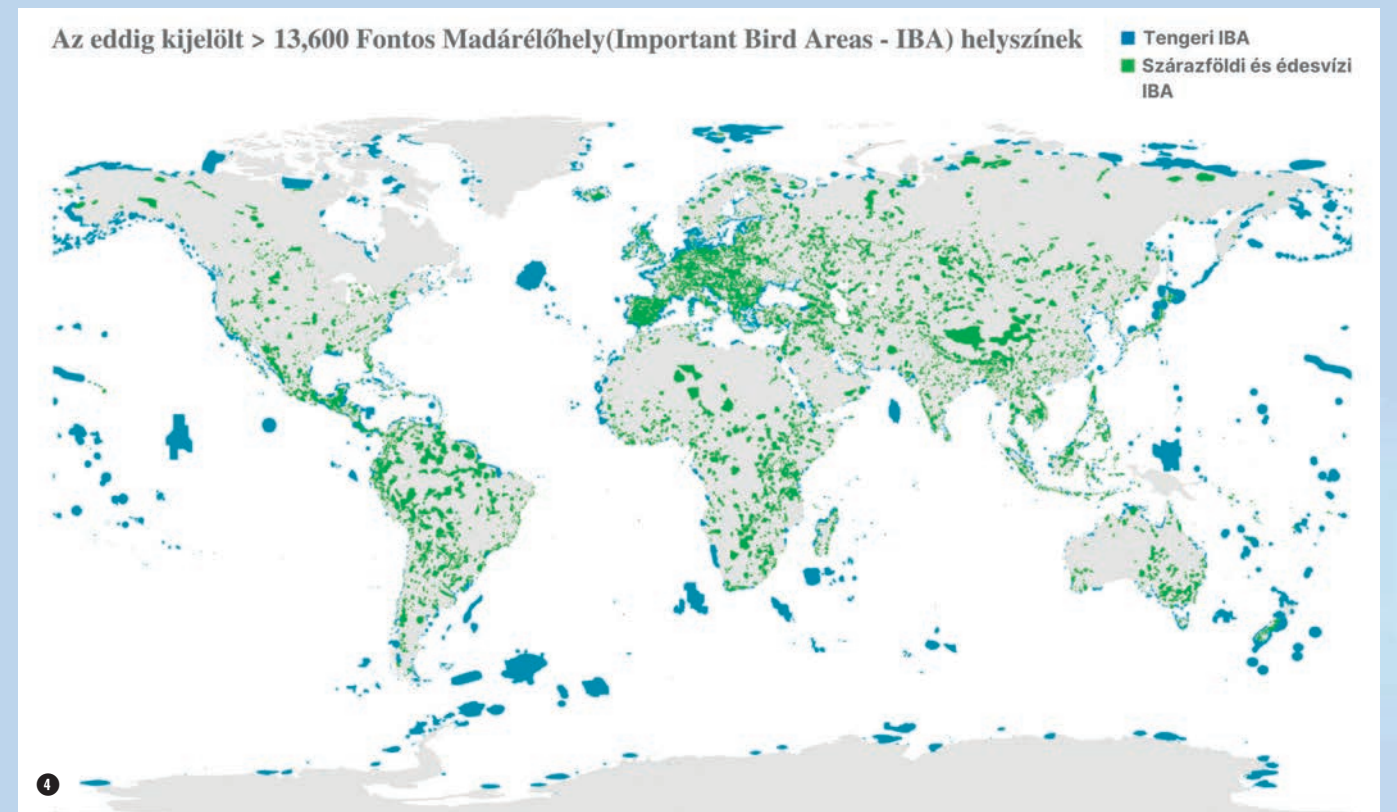 Az eddig kijelölt > 13,600 Fontos Madárélőhely(Important Bird Areas - IBA) helyszínek
Tengeri IBA
Szárazföldi és édesvízi
IBA
4